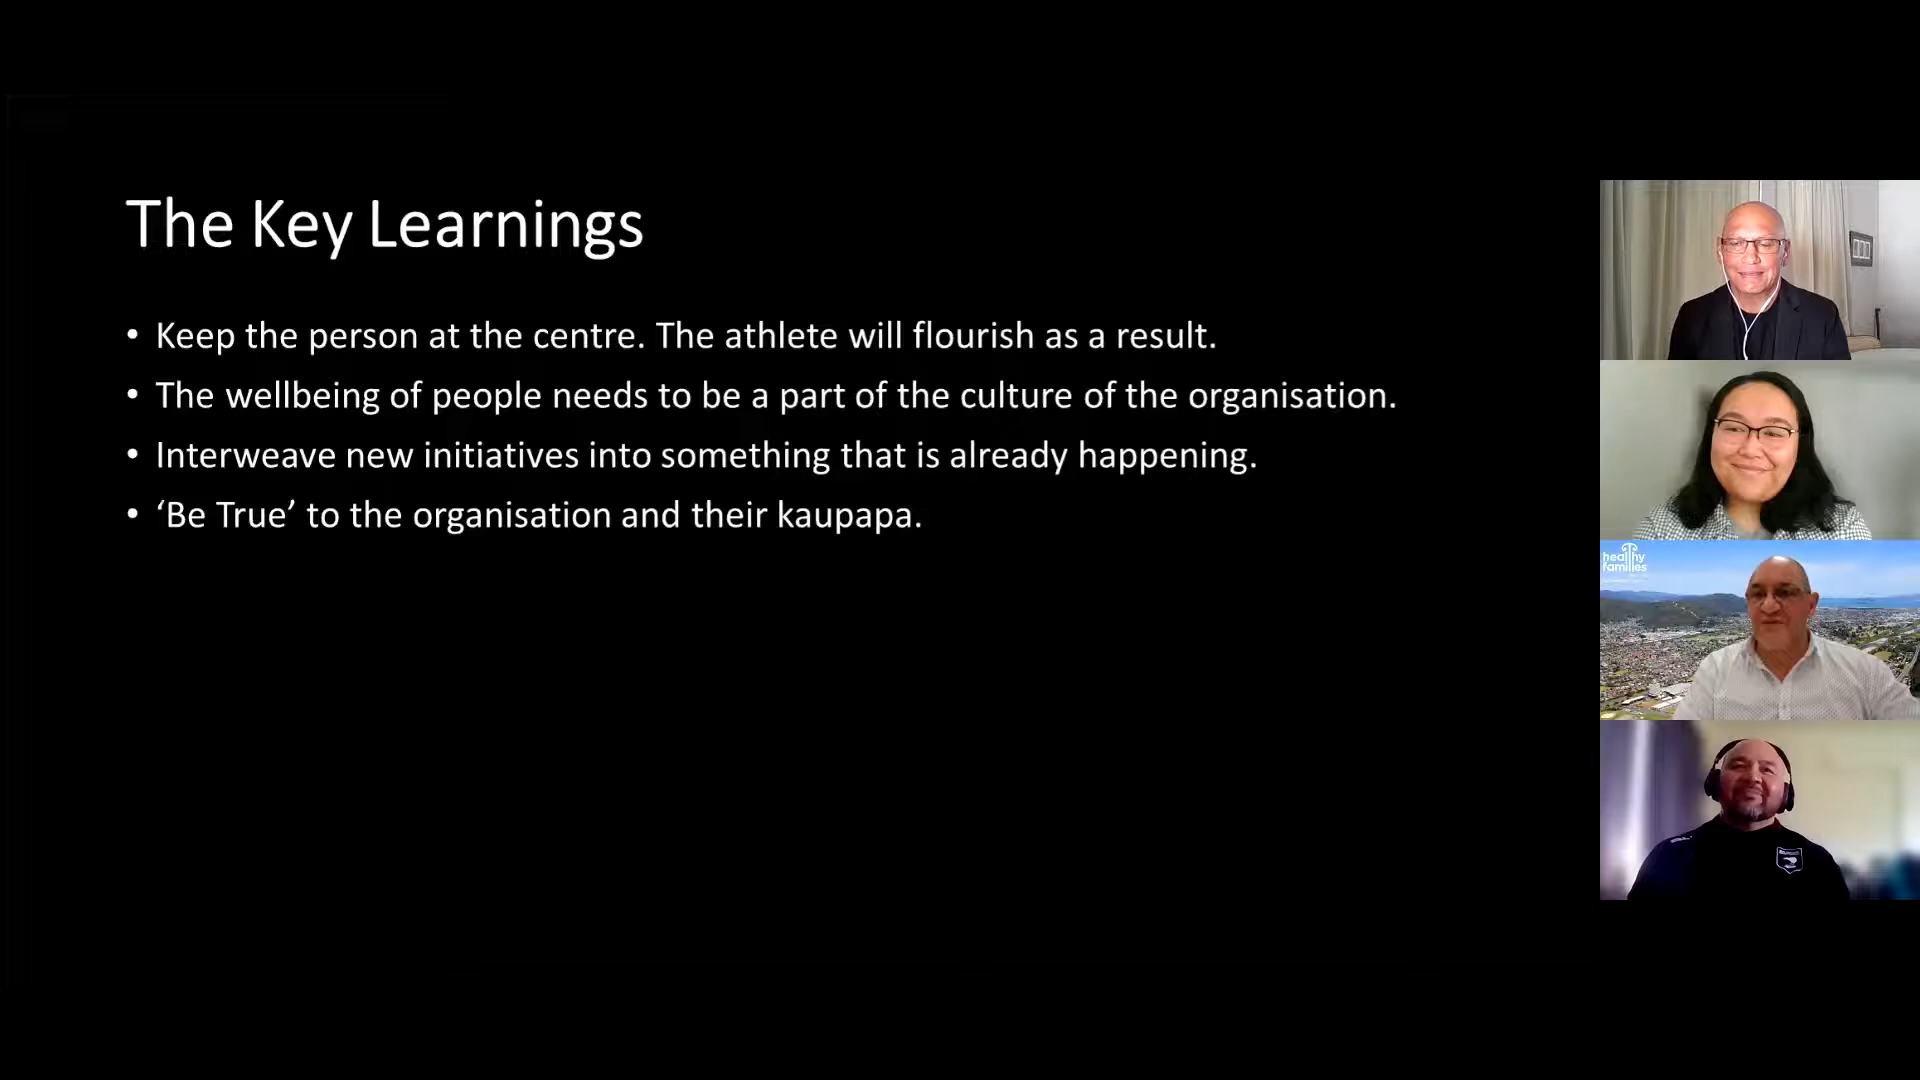 The Key Learnings
• Keep the person at the centre. The athlete will flourish as a result.
• The wellbeing of people needs to be a part of the culture of the organisation.
• Interweave new initiatives into something that is already happening.
• ‘Be True’ to the organisation and their kaupapa.
healthy
families